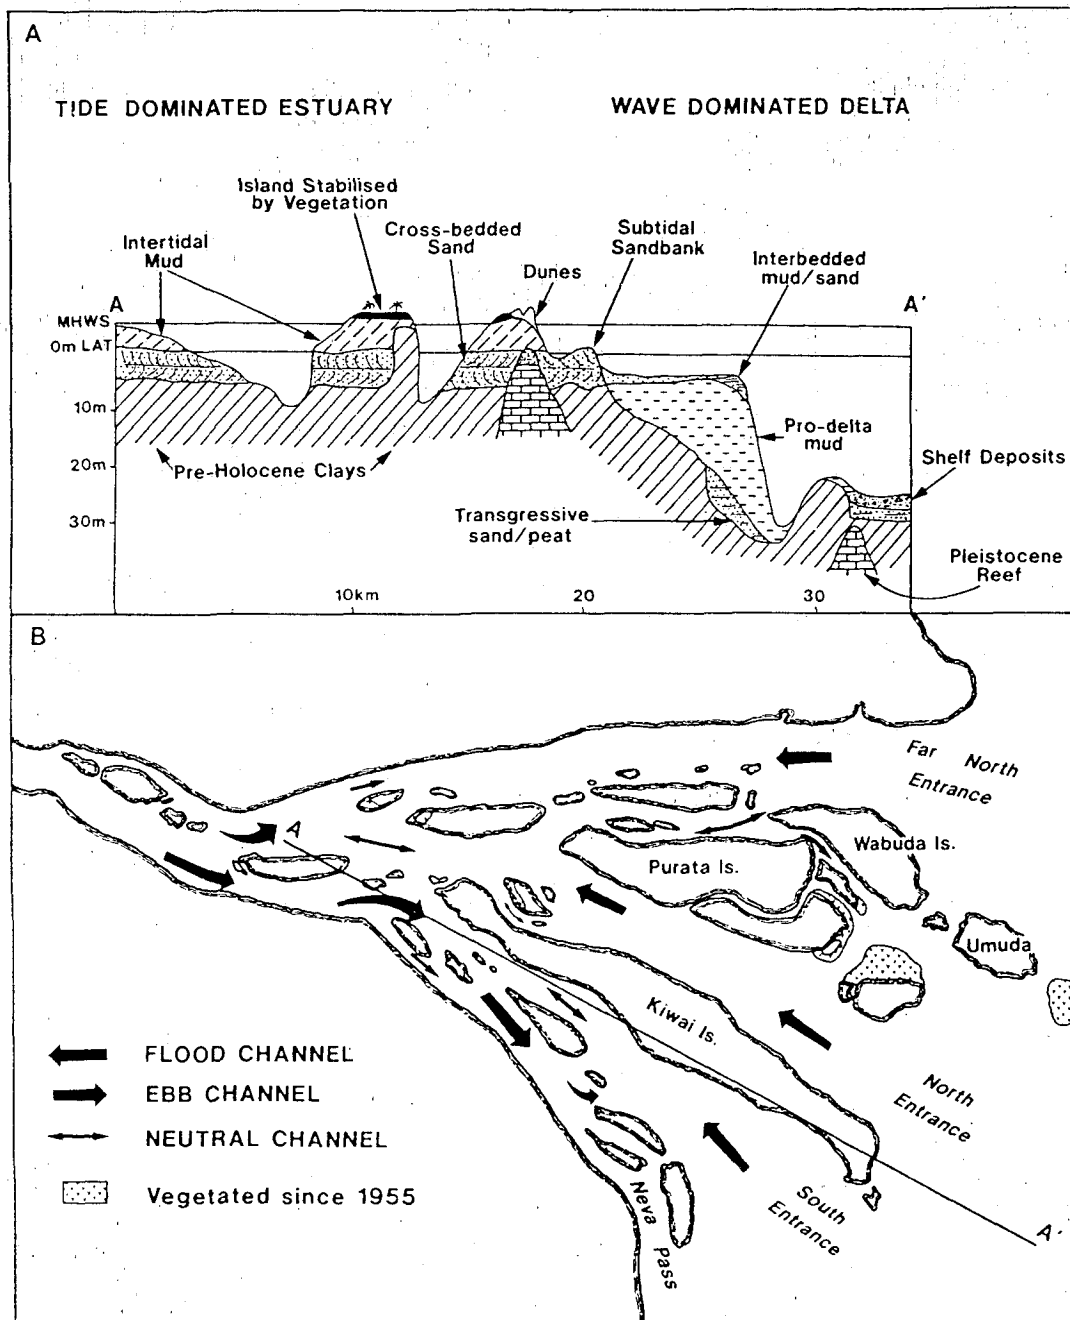 A
TIDE DOMINATED ESTUARY
WAVE DOMINATED DELTA
Island Stabilised
by Vegetation
Intertidal
Mud
Cross-bedded
Sand
Dunes
Subtidal
Sandbank
Interbedded
mud/sand
A
A'
MHWS
0m LAT
10m
20m
30m
Pre-Holocene Clays
Pro-delta
mud
Shelf Deposits
Transgressive
sand/peat
Pleistocene
Reef
10km
20
30
B
Far North
Entrance
A
Wabuda Is.
Purata Is.
Umuda
Kiwai Is.
North
Entrance
South
Entrance
A'
Neva
Pass
FLOOD CHANNEL
EBB CHANNEL
NEUTRAL CHANNEL
Vegetated since 1955